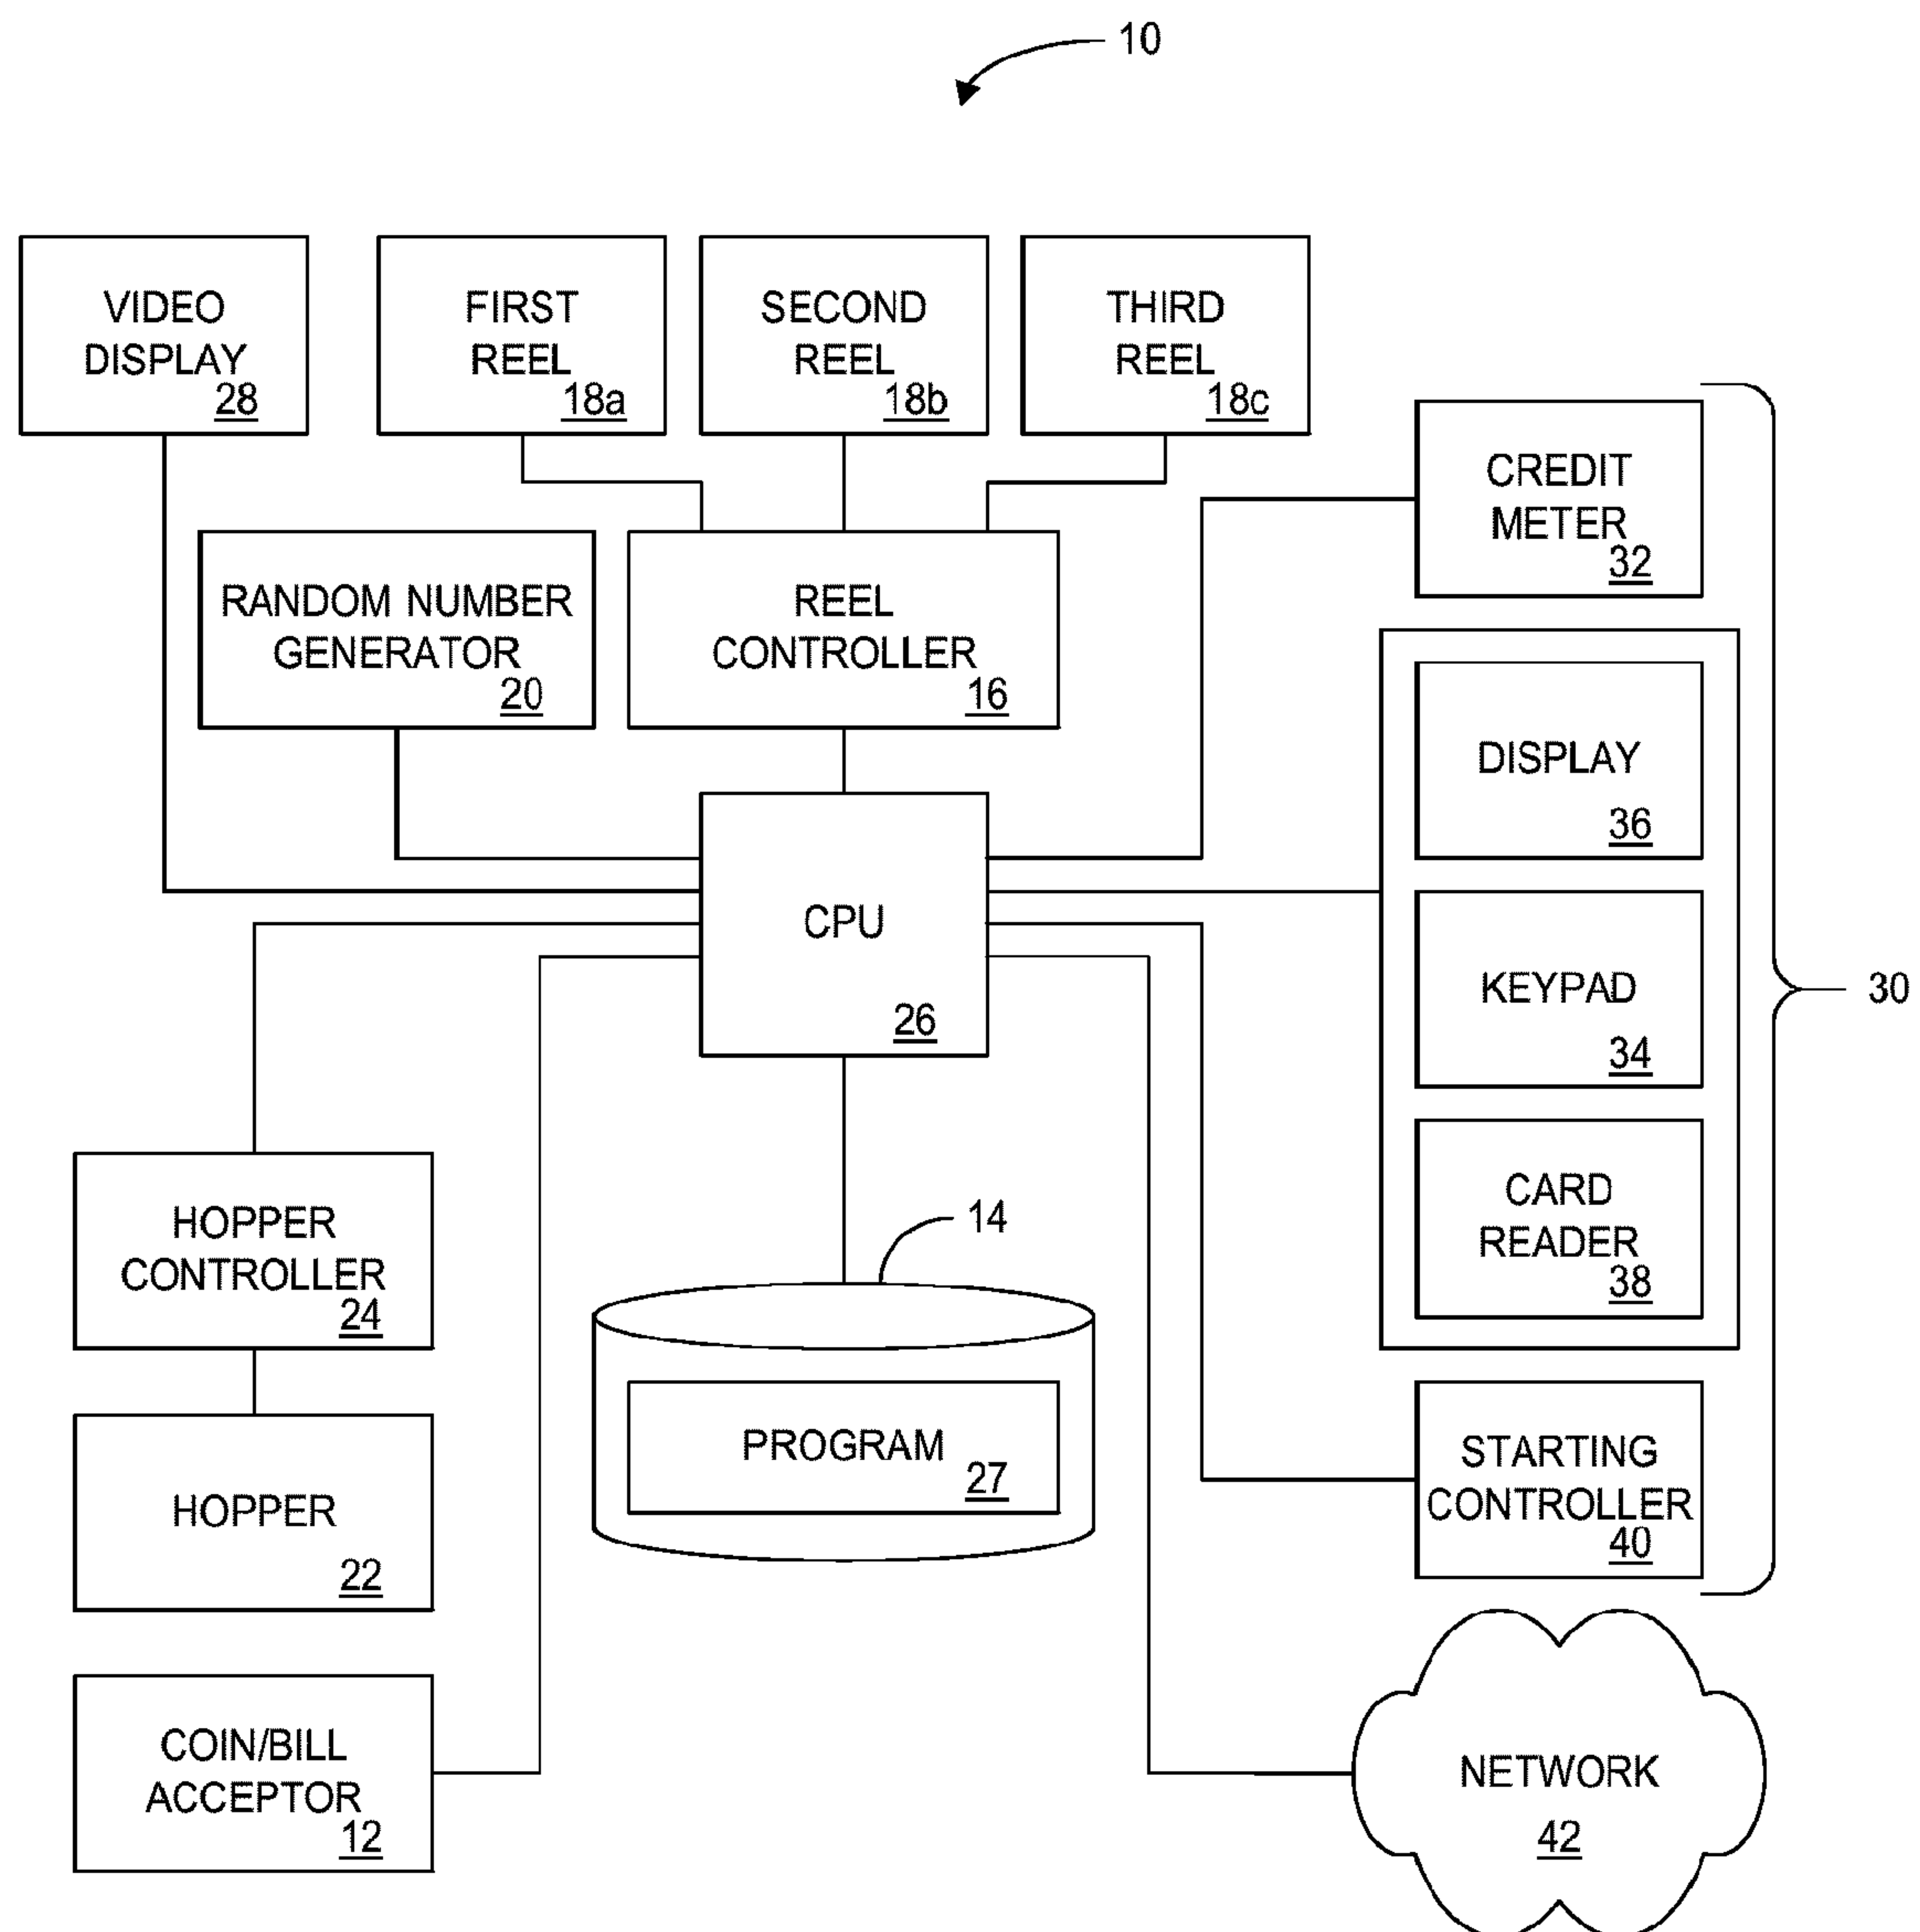 10
VIDEO
DISPLAY
28
FIRST
REEL
18a
SECOND
REEL
18b
THIRD
REEL
18c
CREDIT
METER
32
RANDOM NUMBER
GENERATOR
20
REEL
CONTROLLER
16
DISPLAY
36
CPU
26
KEYPAD
34
30
CARD
READER
38
HOPPER
CONTROLLER
24
14
PROGRAM
27
STARTING
CONTROLLER
40
HOPPER
22
COIN/BILL
ACCEPTOR
12
NETWORK
42